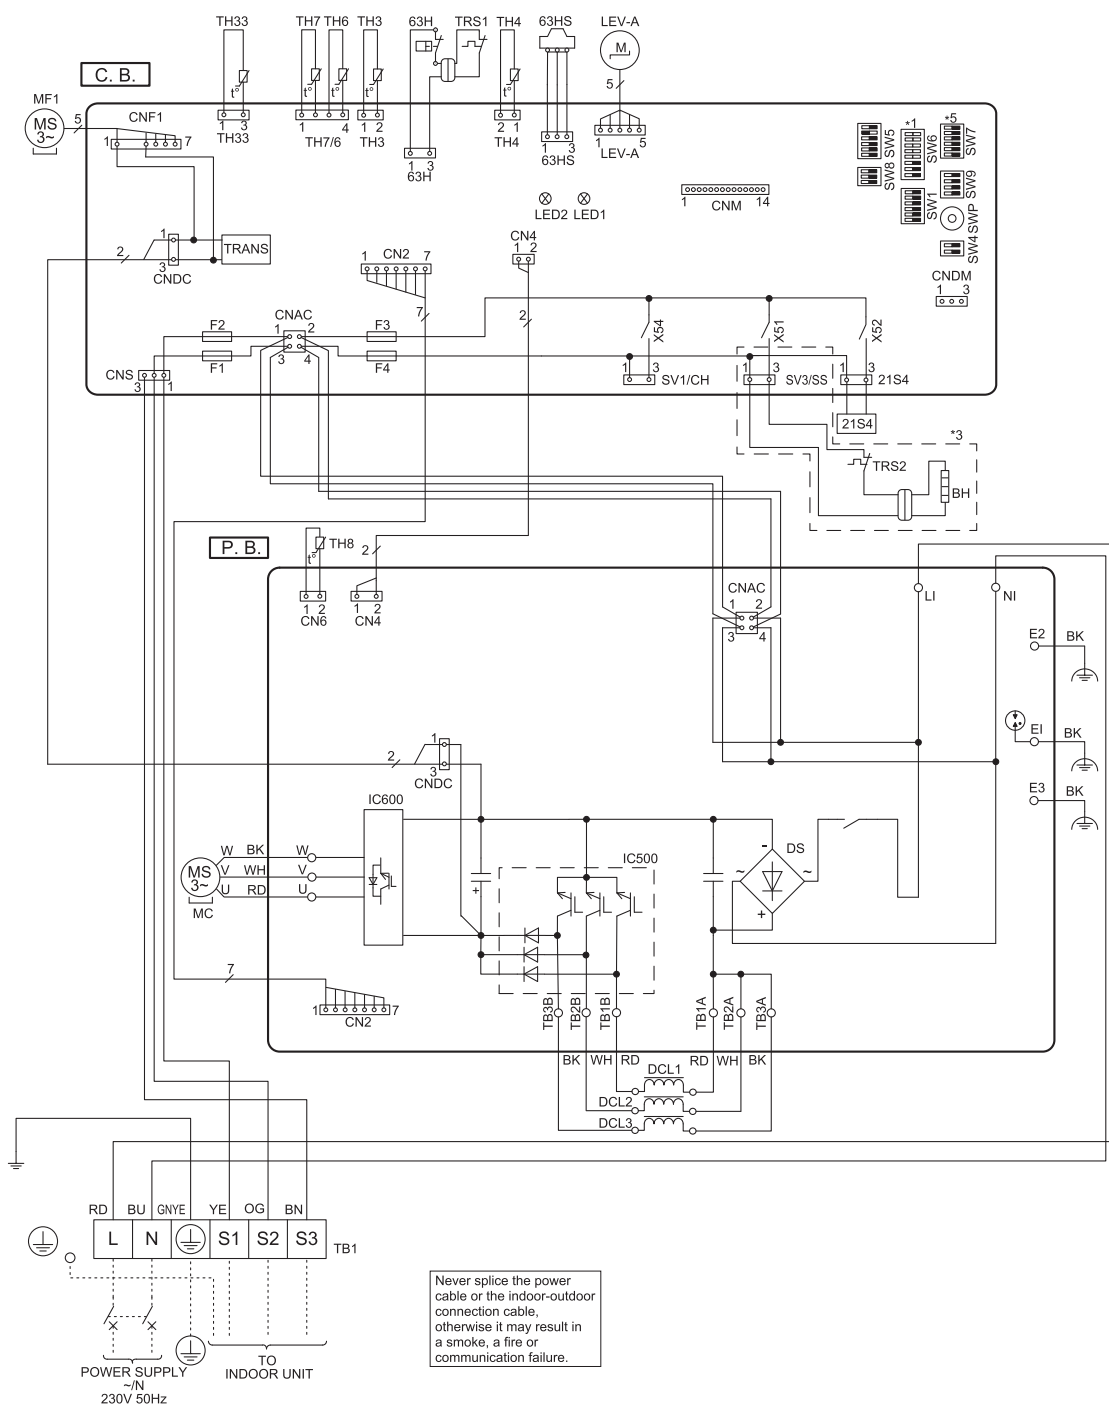 TH33 TH7 TH6 TH3 63H TRS1 TH4 63HS LEV-A
C. B.
M
t° t° t° t° t°
5
MF1
MS
3~
5
CNF1
1 7
1 3
TH33
1 4
TH7/6
1 2
TH3
1 3
63H
2 1
TH4
1 3
63HS
1 5
LEV-A
*1 *5
SW5 SW6 SW7
SW8 SW1 SW9
SWP
SW4
LED2 LED1
1 14
CNM
CNDM
1 3
2
1
3
CNDC
TRANS
CN2
1 7
7
CN4
1 2
2
CNAC
1 2
3 4
F2 F3
F1 F4
CNS
3 1
X54 X51 X52
1 3 SV1/CH
1 3 SV3/SS
1 3 21S4
21S4
*3
TRS2
BH
P. B.
TH8
t°
1 2
CN6
2
1 2
CN4
CNAC
1 2
3 4
LI NI
E2 BK
EI BK
E3 BK
2
1
3
CNDC
IC600
MS
3~
MC
W BK W
V WH V
U RD U
+
IC500
DS
-
~ ~
+
7
1 7
CN2
TB3B TB2B TB1B TB1A TB2A TB3A
BK WH RD RD WH BK
DCL1
DCL2
DCL3
RD BU GNYE YE OG BN
L N S1 S2 S3
TB1
POWER SUPPLY
~/N
230V 50Hz
TO
INDOOR UNIT
Never splice the power
cable or the indoor-outdoor
connection cable,
otherwise it may result in
a smoke, a fire or
communication failure.